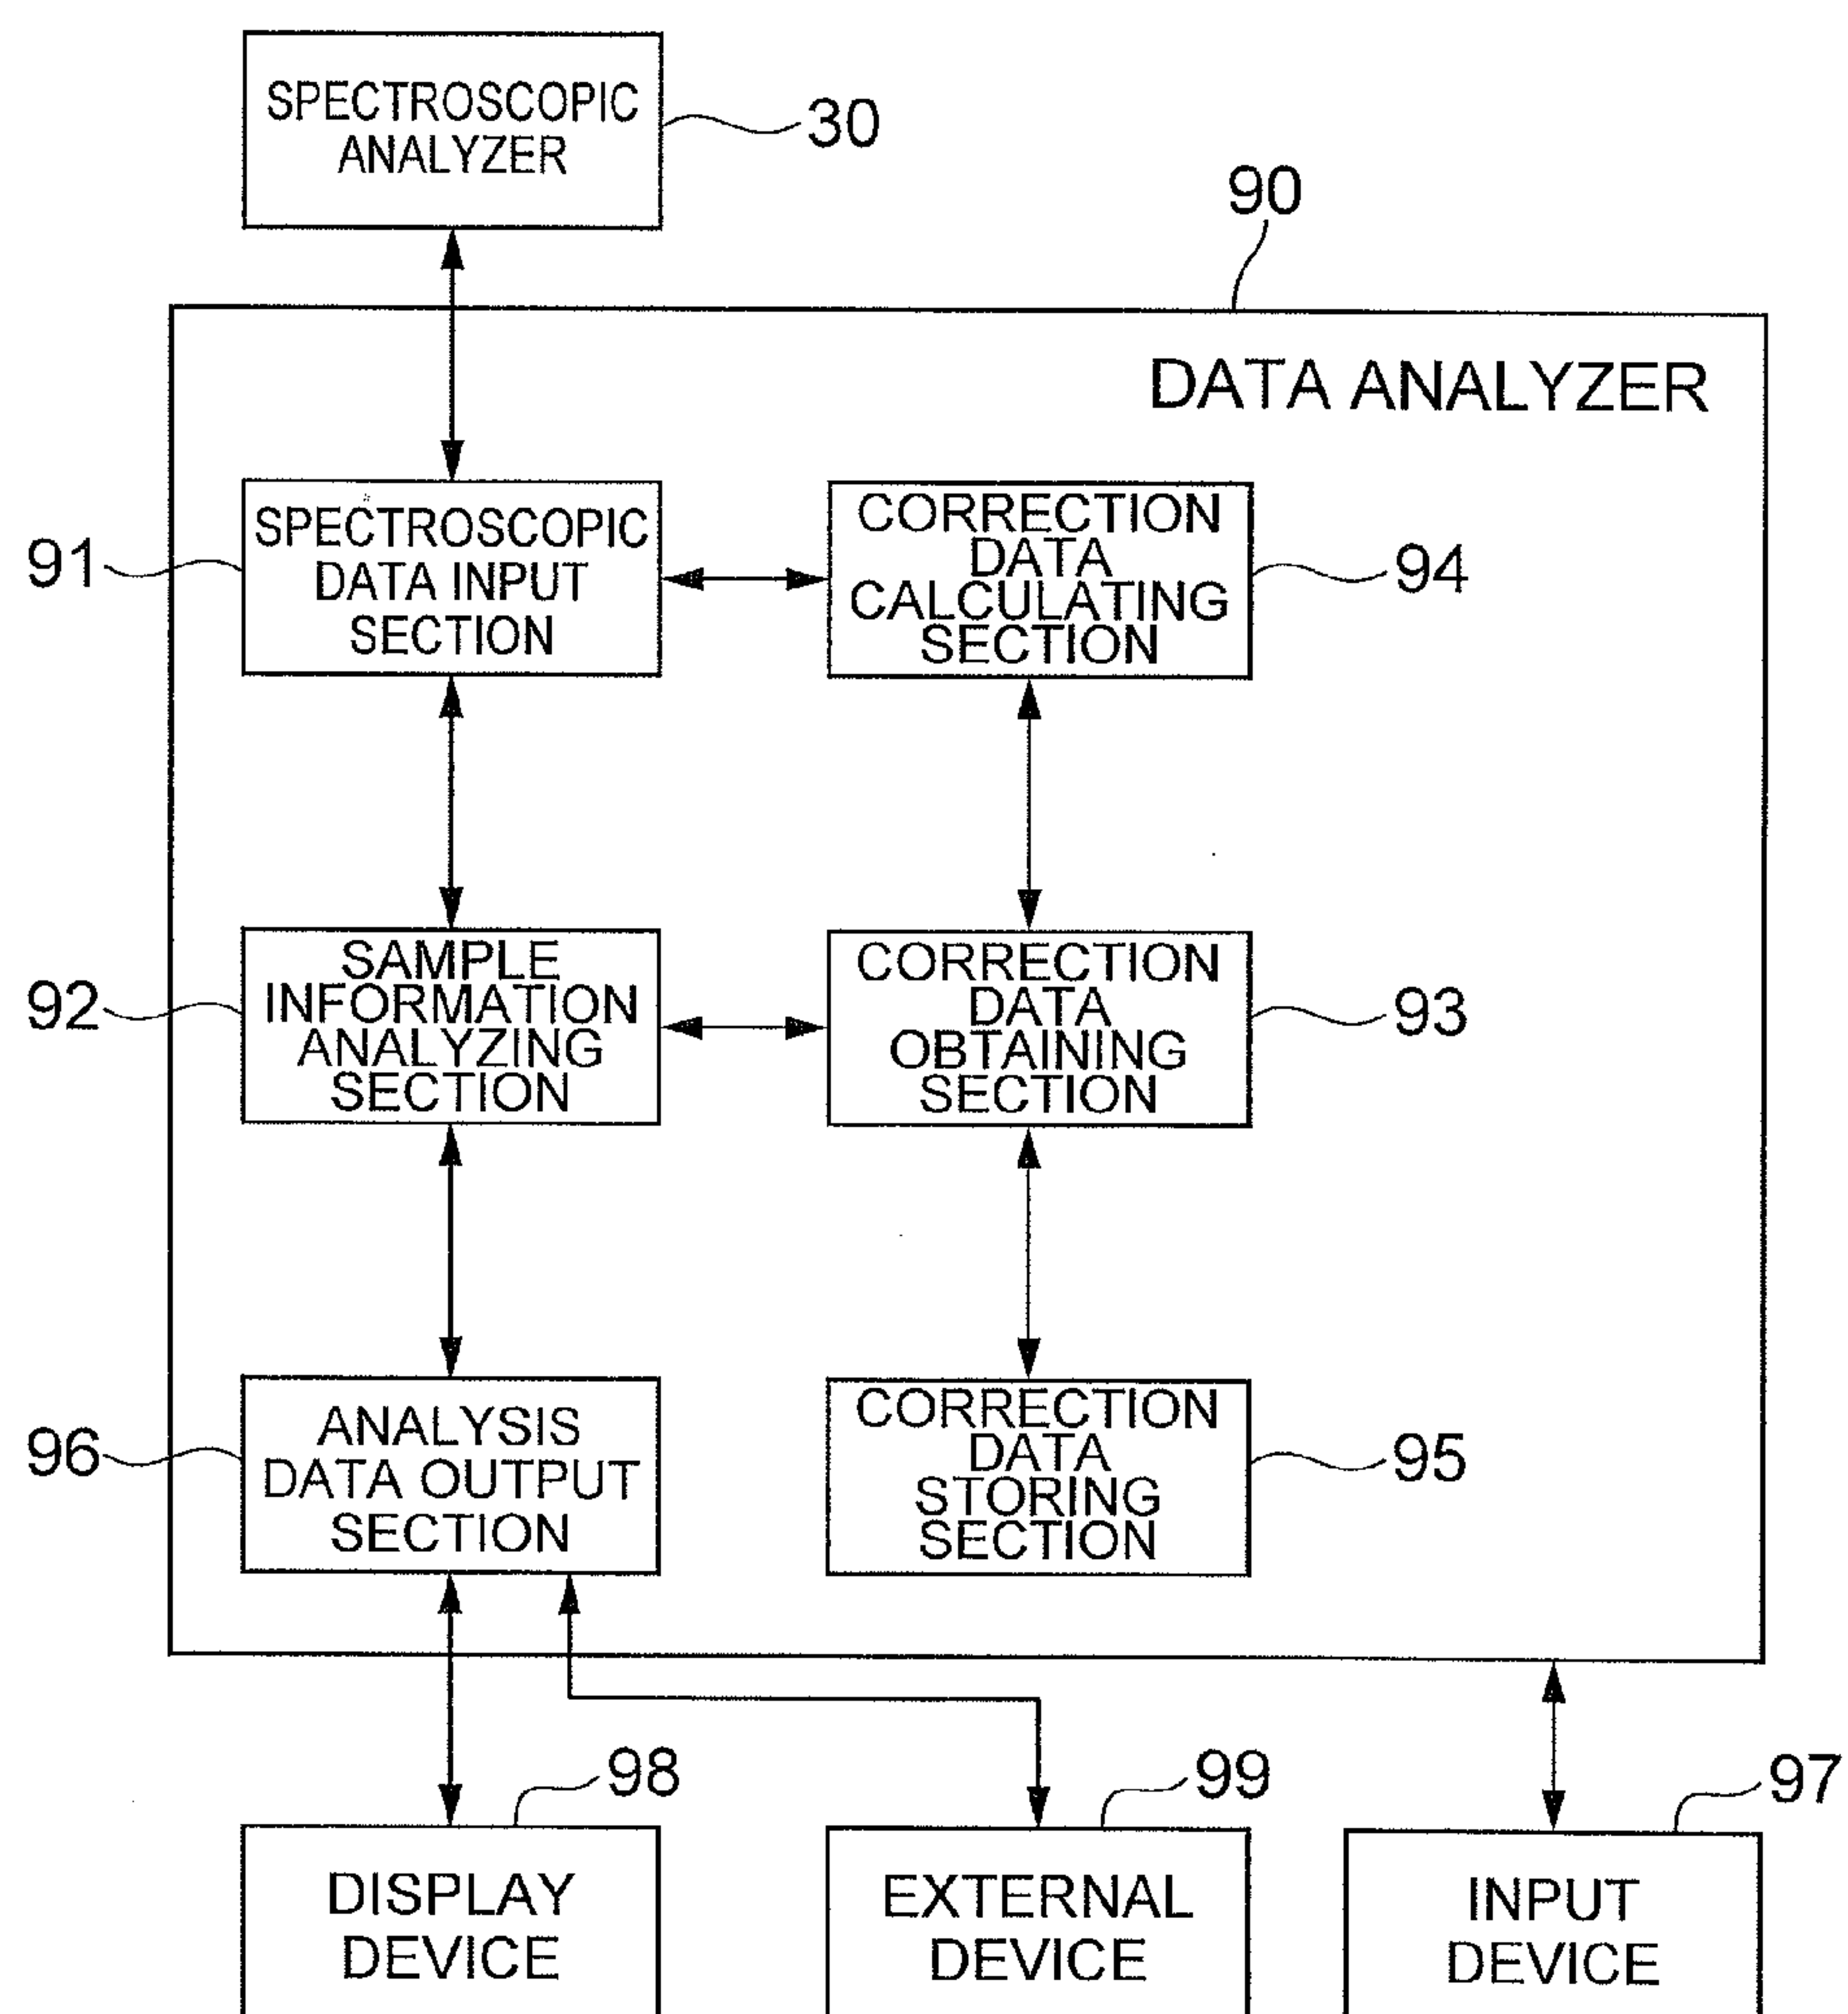 SPECTROSCOPIC
ANALYZER
30
90
DATA ANALYZER
91
SPECTROSCOPIC
DATA INPUT
SECTION
CORRECTION
DATA
CALCULATING
SECTION
94
92
SAMPLE
INFORMATION
ANALYZING
SECTION
CORRECTION
DATA
OBTAINING
SECTION
93
96
ANALYSIS
DATA OUTPUT
SECTION
CORRECTION
DATA
STORING
SECTION
95
98
99
97
DISPLAY
DEVICE
EXTERNAL
DEVICE
INPUT
DEVICE